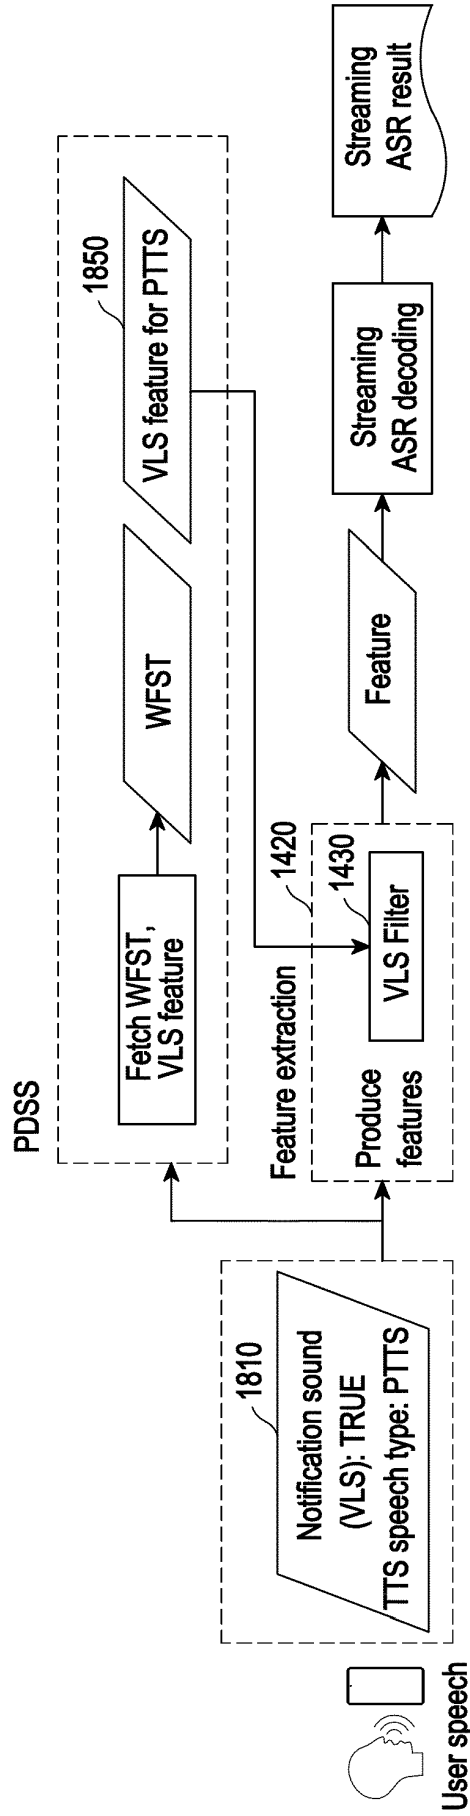 User speech
1810
Notification sound
(VLS): TRUE
TTS speech type: PTTS
PDSS
Fetch WFST,
VLS feature
WFST
1850
VLS feature for PTTS
Feature extraction
1420
Produce
features
1430
VLS Filter
Feature
Streaming
ASR decoding
Streaming
ASR result